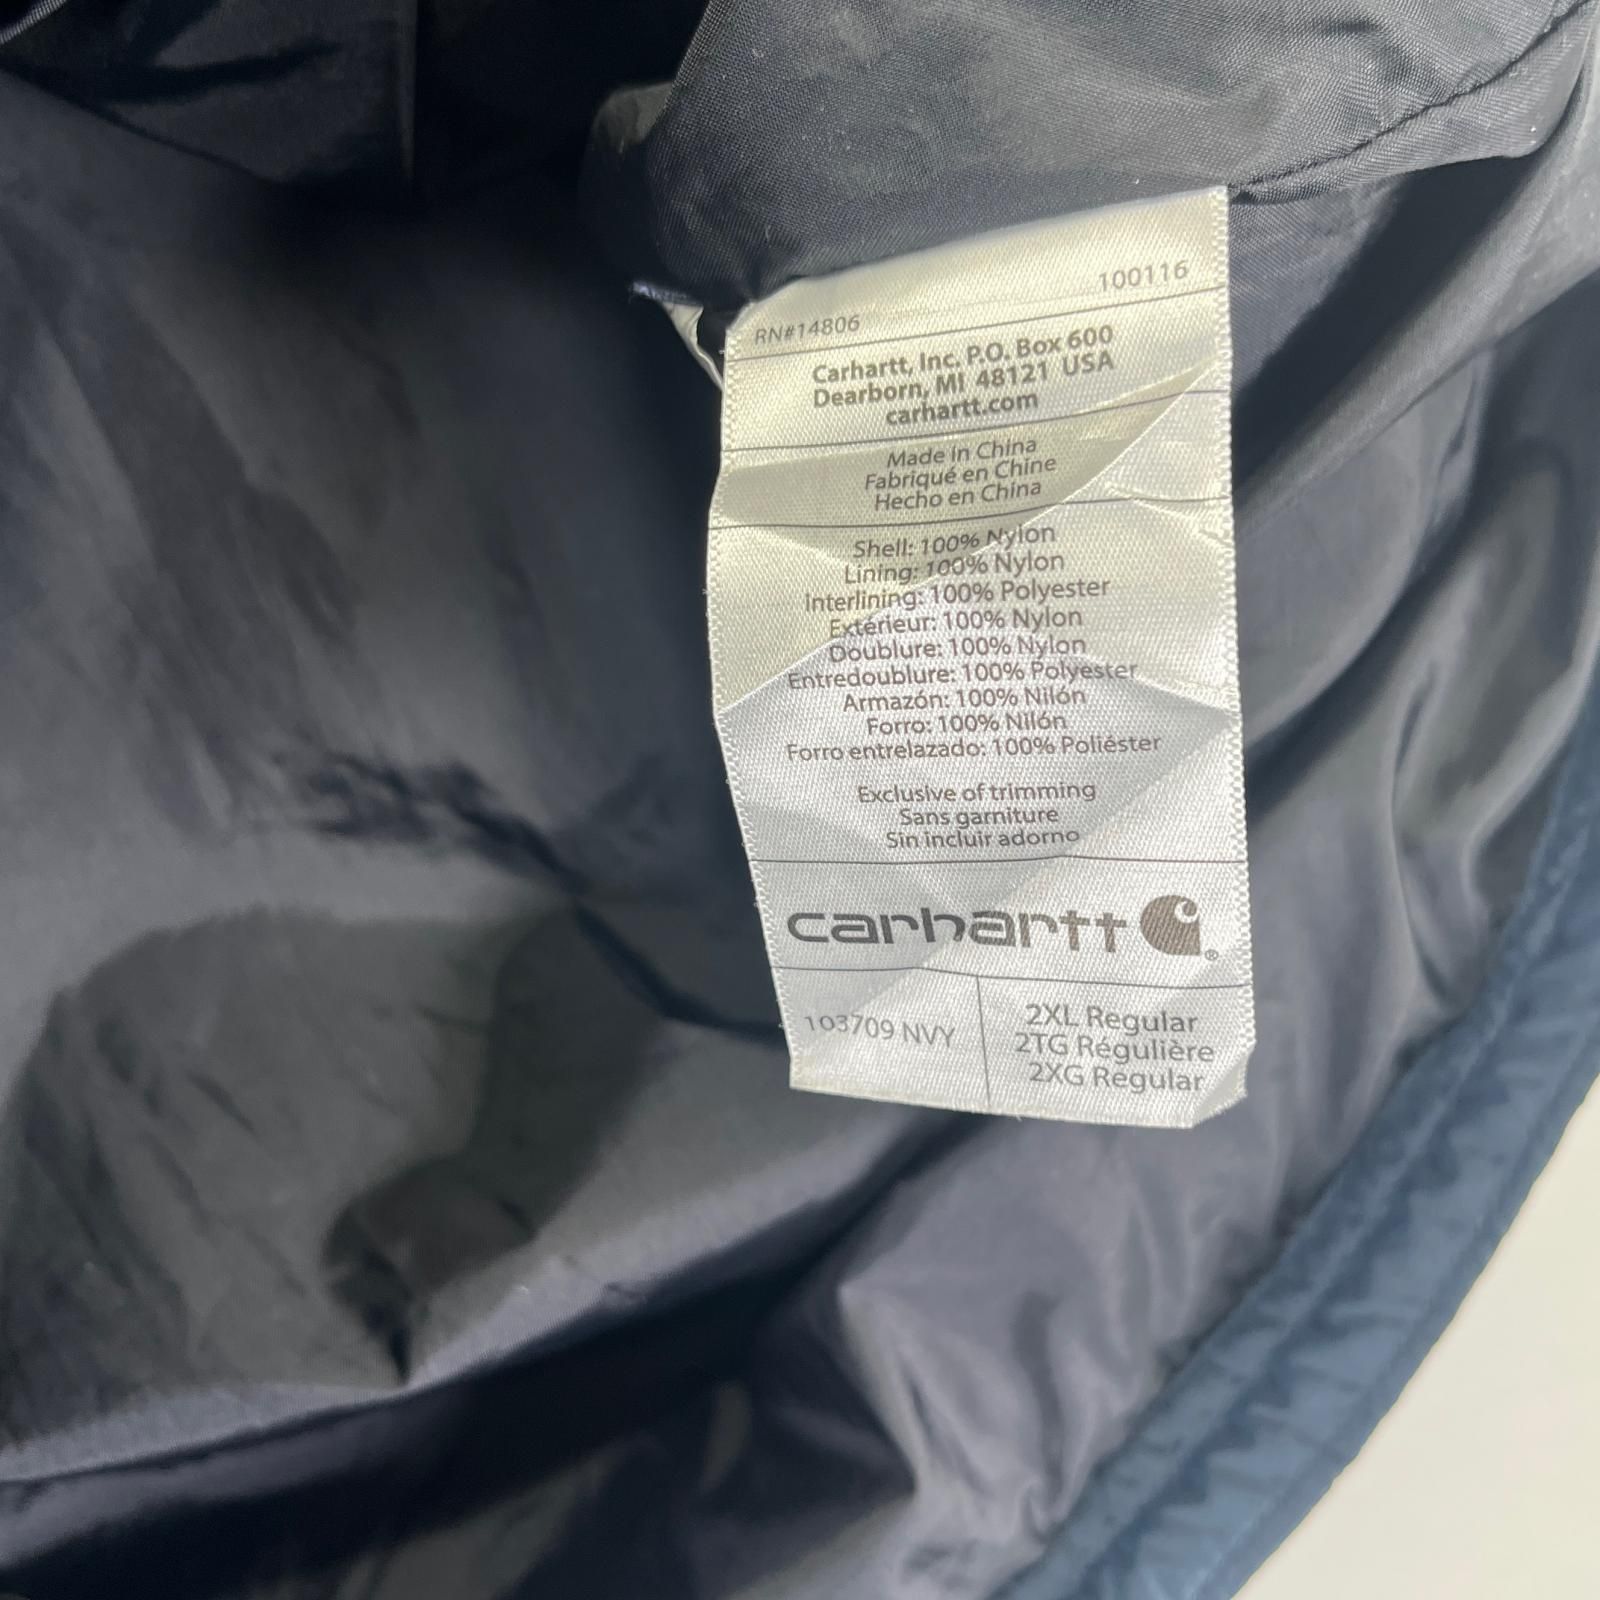 100116
RN#14806
Carhartt, Inc. P.O. Box 600
Dearborn, MI 48121 USA
carhartt.com
Made in China
Fabriqué en Chine
Hecho en China
Shell: 100% Nylon
Lining: 100% Nylon
Interlining: 100% Polyester
Extérieur: 100% Nylon
Doublure: 100% Nylon
Entredoublure: 100% Polyester
Armazón: 100% Nilón
Forro: 100% Nilón
Forro entrelazado: 100% Poliéster
Exclusive of trimming
Sans garniture
Sin incluir adorno
carhartt ®
103709 NVY
2XL Regular
2TG Régulière
2XG Regular